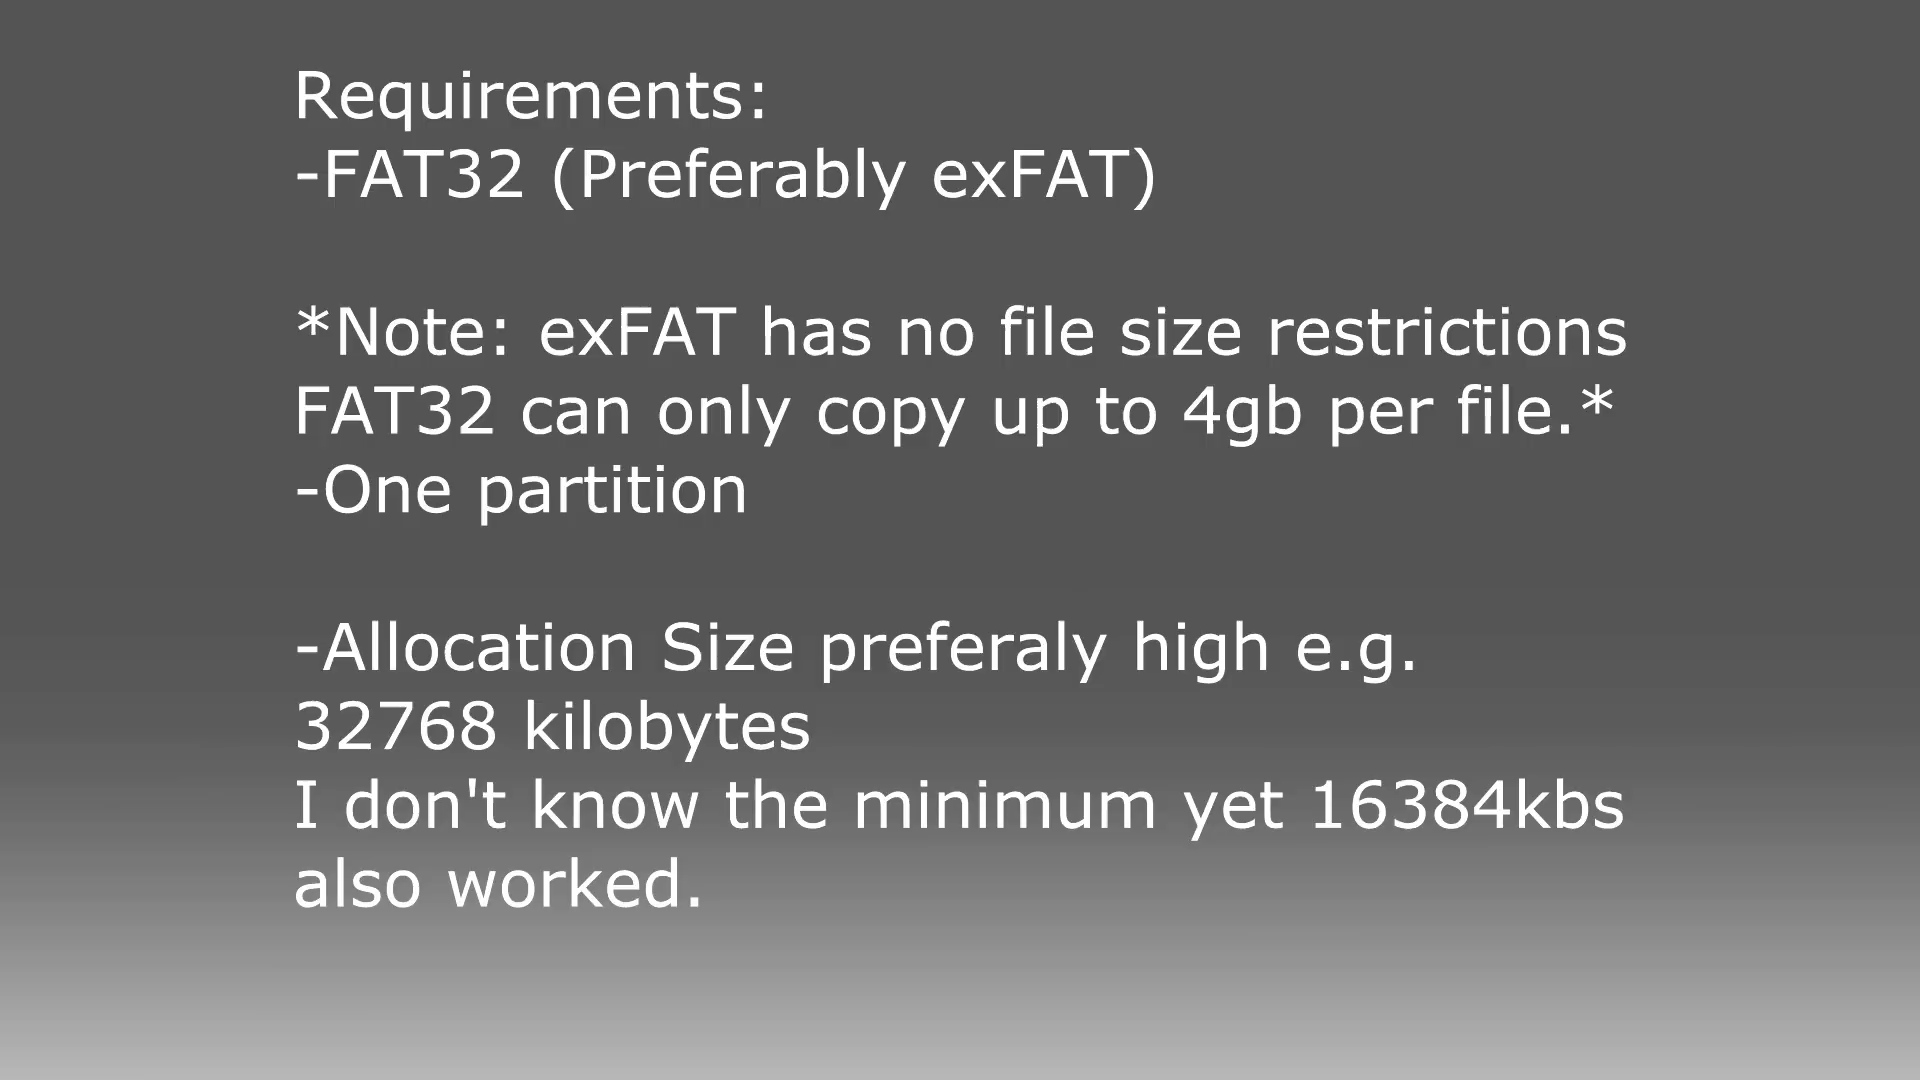 Requirements:
-FAT32 (Preferably exFAT)
*Note: exFAT has no file size restrictions
FAT32 can only copy up to 4gb per file.*
-One partition
-Allocation Size preferaly high e.g.
32768 kilobytes
I don't know the minimum yet 16384kbs
also worked.